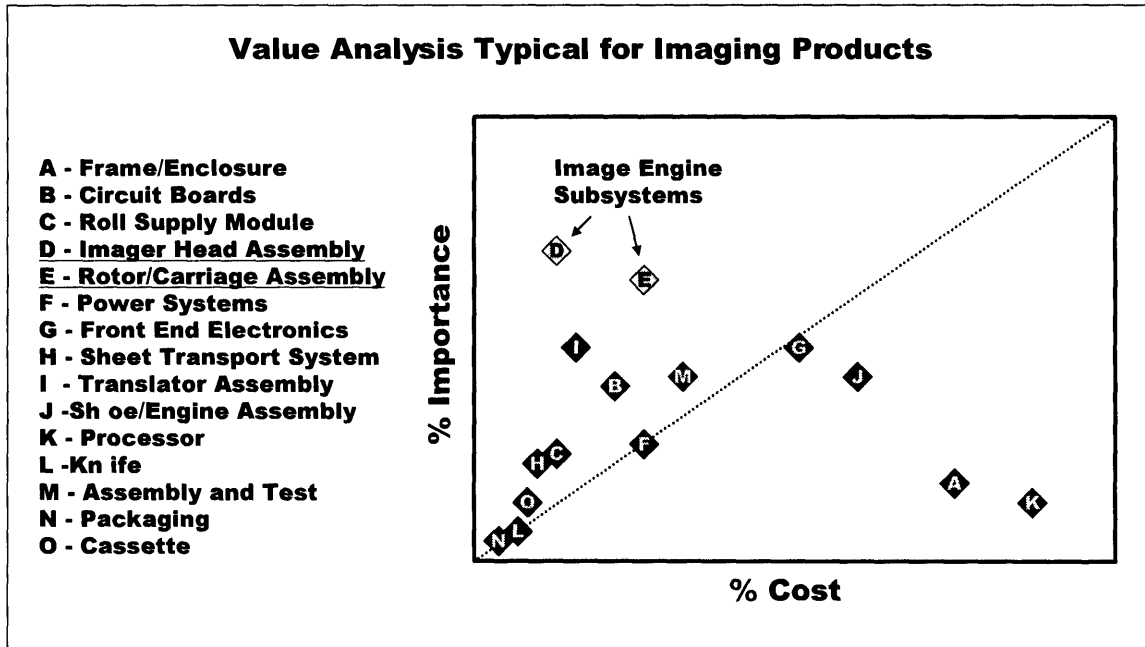 Value Analysis Typical for Imaging Products
A - Frame/Enclosure
B - Circuit Boards
C - Roll Supply Module
D - Imager Head Assembly
E - Rotor/Carriage Assembly
F - Power Systems
G - Front End Electronics
H - Sheet Transport System
I - Translator Assembly
J -Sh oe/Engine Assembly
K - Processor
L -Kn ife
M - Assembly and Test
N - Packaging
O - Cassette
% Importance
Image Engine
Subsystems
D
E
I
G
B
M
J
F
C
H
A
O
K
L
N
% Cost